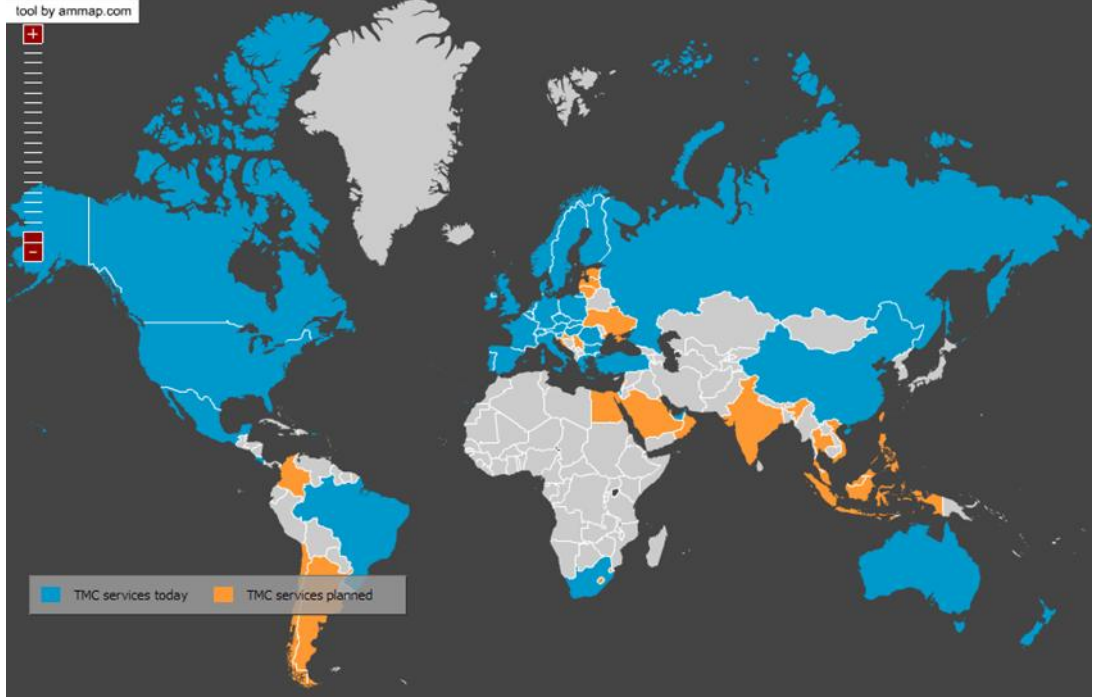 tool by ammap.com
+
-
TMC services today
TMC services planned